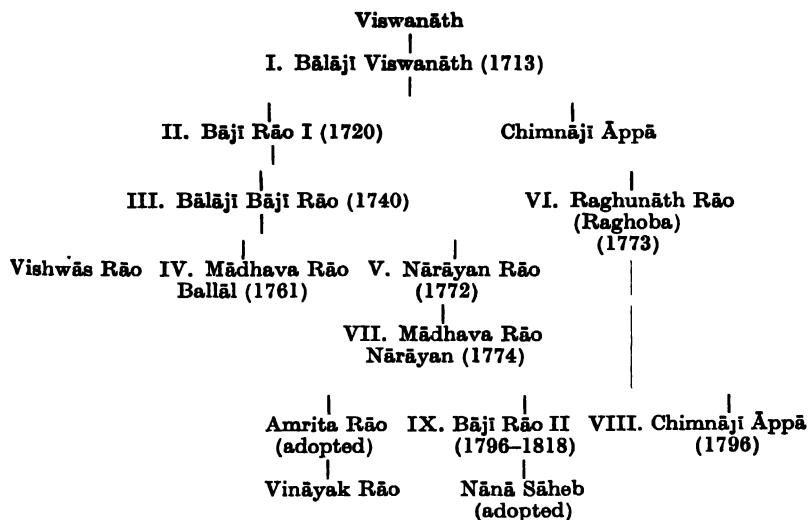 Viswanāth
I. Bālājī Viswanāth (1713)
II. Bājī Rāo I (1720) Chimnājī Āppā
III. Bālājī Bājī Rāo (1740) VI. Raghunāth Rāo
(Raghoba)
(1773)
Vishwās Rāo IV. Mādhava Rāo V. Nārāyan Rāo
Ballāl (1761) (1772)
VII. Mādhava Rāo
Nārāyan (1774)
Amrita Rāo IX. Bājī Rāo II VIII. Chimnājī Āppā
(adopted) (1796–1818) (1796)
Vināyak Rāo Nānā Sāheb
(adopted)